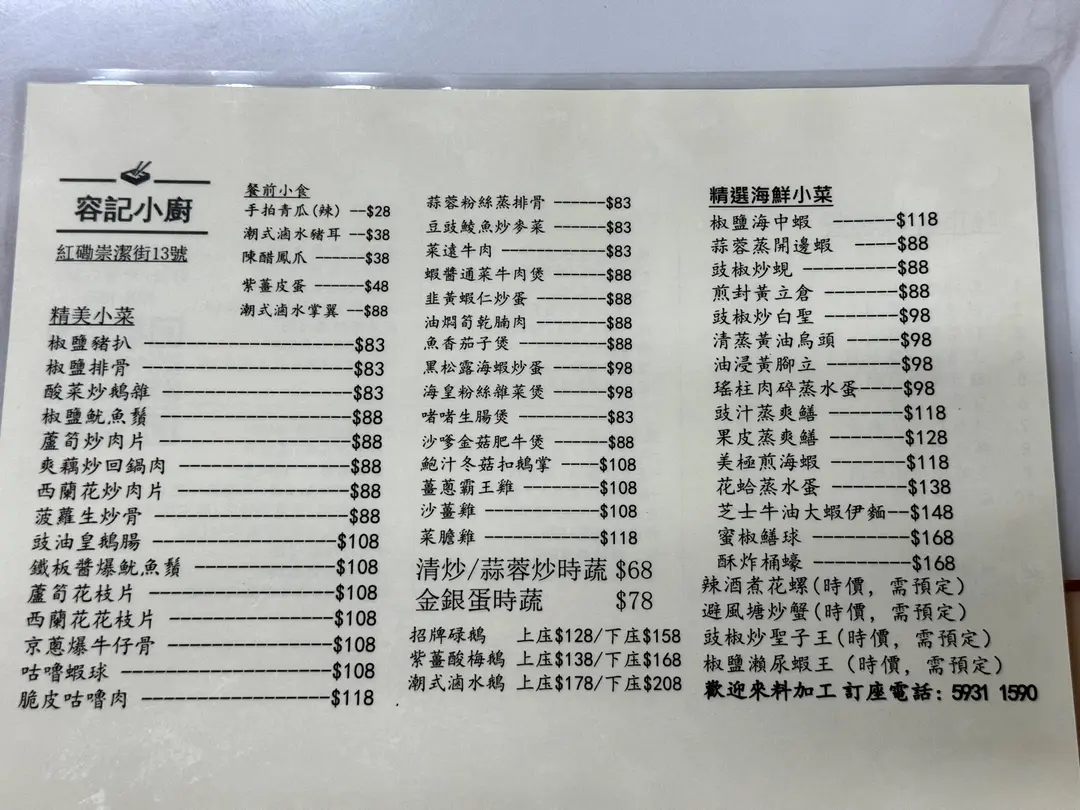 容記小廚
紅磡崇潔街13號
餐前小食
手拍青瓜(辣) --$28
潮式滷水豬耳 --$38
陳醋鳳爪 ------$38
紫薑皮蛋 ------$48
潮式滷水掌翼 --$88
精美小菜
椒鹽豬扒 -----------------$83
椒鹽排骨 -----------------$83
酸菜炒鵝雜 ---------------$83
椒鹽魷魚鬚 ---------------$88
蘆筍炒肉片 ---------------$88
爽藕炒回鍋肉 -------------$88
西蘭花炒肉片 -------------$88
菠蘿生炒骨 ---------------$88
豉油皇鵝腸 --------------$108
鐵板醬爆魷魚鬚 ----------$108
蘆筍花枝片 --------------$108
西蘭花花枝片 ------------$108
京蔥爆牛仔骨 ------------$108
咕嚕蝦球 ----------------$108
脆皮咕嚕肉 --------------$118
蒜蓉粉絲蒸排骨 ------$83
豆豉鯪魚炒麥菜 ------$83
菜遠牛肉 ------------$83
蝦醬通菜牛肉煲 ------$88
韭黃蝦仁炒蛋 --------$88
油燜筍乾腩肉 --------$88
魚香茄子煲 ----------$88
黑松露海蝦炒蛋 ------$98
海皇粉絲雜菜煲 ------$98
啫啫生腸煲 ----------$83
沙嗲金菇肥牛煲 ------$88
鮑汁冬菇扣鵝掌 -----$108
薑蔥霸王雞 ---------$108
沙薑雞 -------------$108
菜膽雞 -------------$118
清炒/蒜蓉炒時蔬 $68
金銀蛋時蔬 $78
招牌碌鵝 上庄$128/下庄$158
紫薑酸梅鵝 上庄$138/下庄$168
潮式滷水鵝 上庄$178/下庄$208
精選海鮮小菜
椒鹽海中蝦 ------$118
蒜蓉蒸開邊蝦 ----$88
豉椒炒蜆 ---------$88
煎封黃立倉 -------$88
豉椒炒白聖 -------$98
清蒸黃油烏頭 -----$98
油浸黃腳立 -------$98
瑤柱肉碎蒸水蛋----$98
豉汁蒸爽鱔 -------$118
果皮蒸爽鱔 -------$128
美極煎海蝦 -------$118
花蛤蒸水蛋 -------$138
芝士牛油大蝦伊麵--$148
蜜椒鱔球 ---------$168
酥炸桶蠔 ---------$168
辣酒煮花螺(時價, 需預定)
避風塘炒蟹(時價, 需預定)
豉椒炒聖子王(時價, 需預定)
椒鹽瀨尿蝦王 (時價, 需預定)
歡迎來料加工 訂座電話: 5931 1590